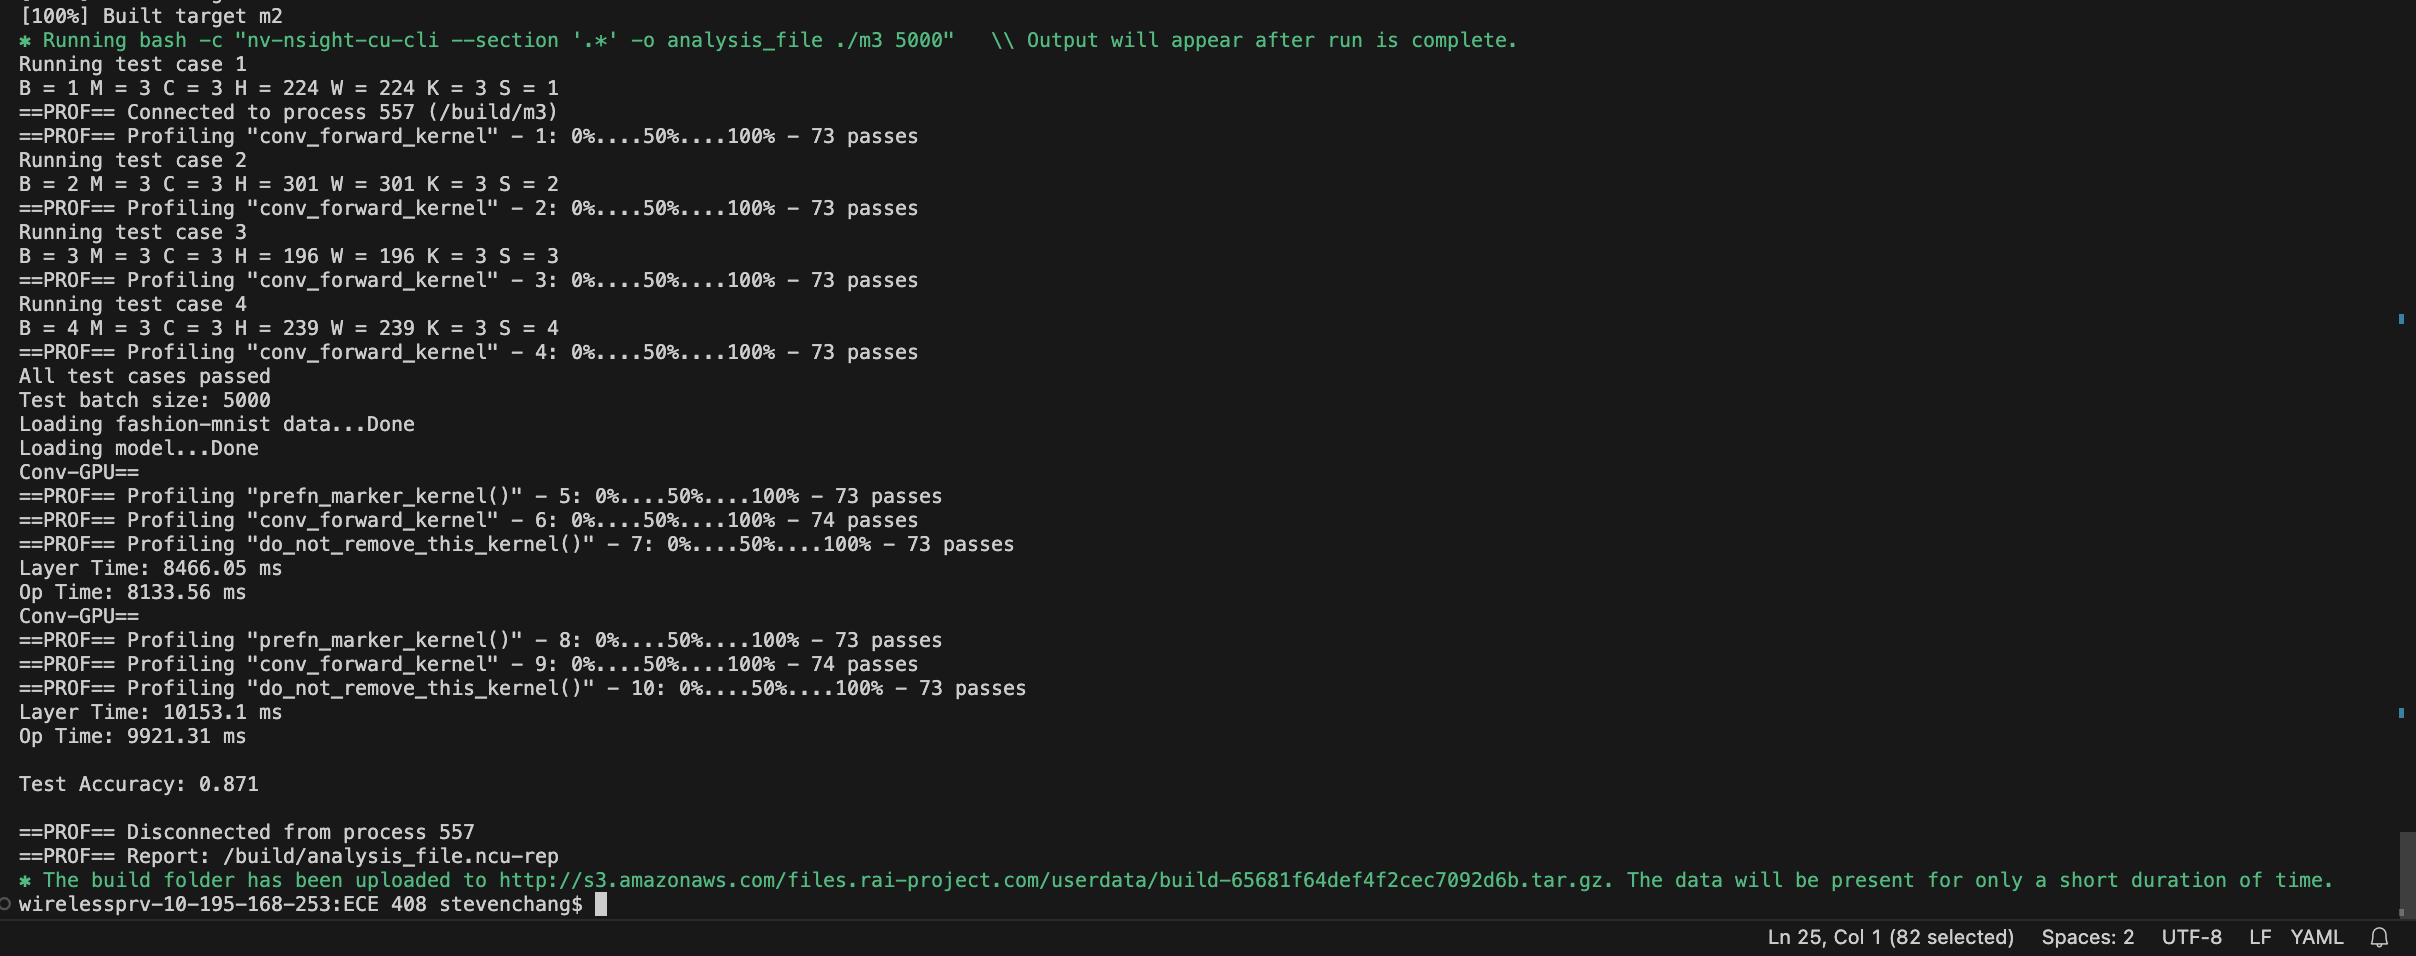 [100%] Built target m2
✱ Running bash -c "nv-nsight-cu-cli --section '.*' -o analysis_file ./m3 5000"   \\ Output will appear after run is complete.
Running test case 1
B = 1 M = 3 C = 3 H = 224 W = 224 K = 3 S = 1
==PROF== Connected to process 557 (/build/m3)
==PROF== Profiling "conv_forward_kernel" - 1: 0%....50%....100% - 73 passes
Running test case 2
B = 2 M = 3 C = 3 H = 301 W = 301 K = 3 S = 2
==PROF== Profiling "conv_forward_kernel" - 2: 0%....50%....100% - 73 passes
Running test case 3
B = 3 M = 3 C = 3 H = 196 W = 196 K = 3 S = 3
==PROF== Profiling "conv_forward_kernel" - 3: 0%....50%....100% - 73 passes
Running test case 4
B = 4 M = 3 C = 3 H = 239 W = 239 K = 3 S = 4
==PROF== Profiling "conv_forward_kernel" - 4: 0%....50%....100% - 73 passes
All test cases passed
Test batch size: 5000
Loading fashion-mnist data...Done
Loading model...Done
Conv-GPU==
==PROF== Profiling "prefn_marker_kernel()" - 5: 0%....50%....100% - 73 passes
==PROF== Profiling "conv_forward_kernel" - 6: 0%....50%....100% - 74 passes
==PROF== Profiling "do_not_remove_this_kernel()" - 7: 0%....50%....100% - 73 passes
Layer Time: 8466.05 ms
Op Time: 8133.56 ms
Conv-GPU==
==PROF== Profiling "prefn_marker_kernel()" - 8: 0%....50%....100% - 73 passes
==PROF== Profiling "conv_forward_kernel" - 9: 0%....50%....100% - 74 passes
==PROF== Profiling "do_not_remove_this_kernel()" - 10: 0%....50%....100% - 73 passes
Layer Time: 10153.1 ms
Op Time: 9921.31 ms
Test Accuracy: 0.871
==PROF== Disconnected from process 557
==PROF== Report: /build/analysis_file.ncu-rep
✱ The build folder has been uploaded to http://s3.amazonaws.com/files.rai-project.com/userdata/build-65681f64def4f2cec7092d6b.tar.gz. The data will be present for only a short duration of time.
wirelessprv-10-195-168-253:ECE 408 stevenchang$
Ln 25, Col 1 (82 selected) Spaces: 2 UTF-8 LF YAML